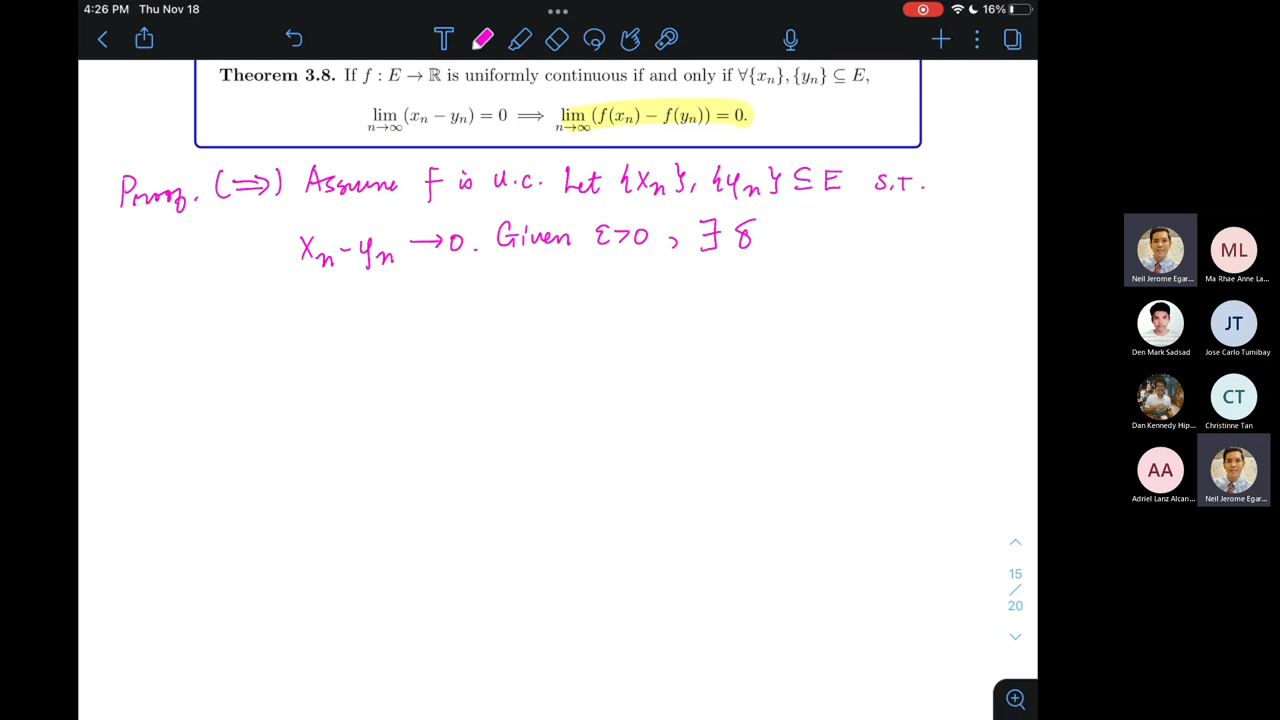 4:26 PM Thu Nov 18
16%
Theorem 3.8. If f : E → ℝ is uniformly continuous if and only if ∀{xₙ}, {yₙ} ⊆ E,
lim n→∞ (xₙ − yₙ) = 0 ⟹ lim n→∞ (f(xₙ) − f(yₙ)) = 0.
Proof. (⟹) Assume f is u.c. Let {xₙ}, {yₙ} ⊆ E s.t.
xₙ - yₙ → 0. Given ε>0, ∃ δ
Neil Jerome Egar...
Ma Rhae Anne La...
ML
Den Mark Sadsad
Jose Carlo Tumibay
JT
Dan Kennedy Hip...
Christinne Tan
CT
Adriel Lanz Alcan...
AA
Neil Jerome Egar...
15
/
20